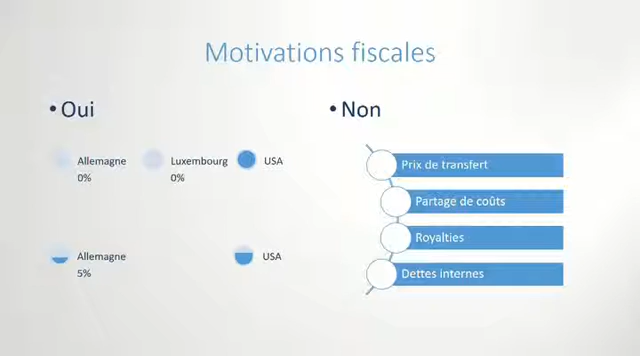 Motivations fiscales
• Oui
Allemagne
0%
Luxembourg
0%
USA
Allemagne
5%
USA
• Non
Prix de transfert
Partage de coûts
Royalties
Dettes internes